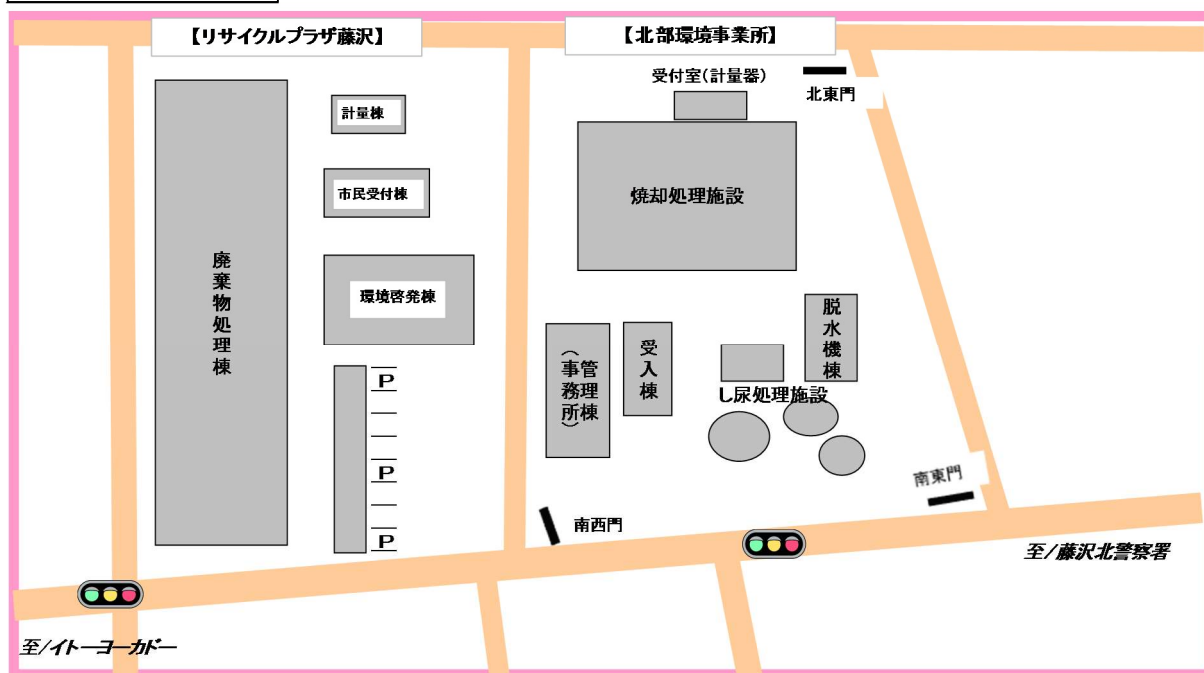 【リサイクルプラザ藤沢】
【北部環境事業所】
受付室(計量器)
北東門
計量棟
市民受付棟
焼却処理施設
廃棄物処理棟
環境啓発棟
脱水機棟
管理棟
(事務所)
受入棟
し尿処理施設
P
P
P
南東門
南西門
至/藤沢北警察署
至/イトーヨーカドー